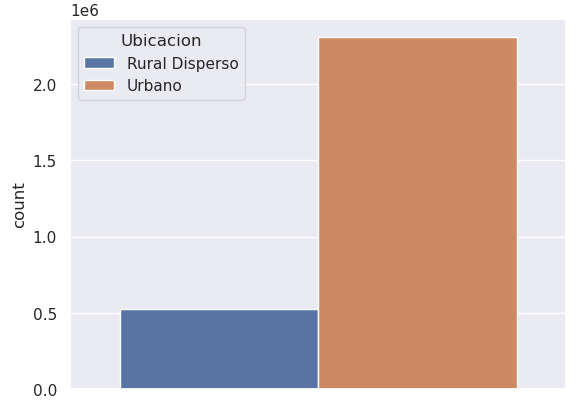 1e6
Ubicacion
Rural Disperso
Urbano
2.0
1.5
1.0
0.5
0.0
count